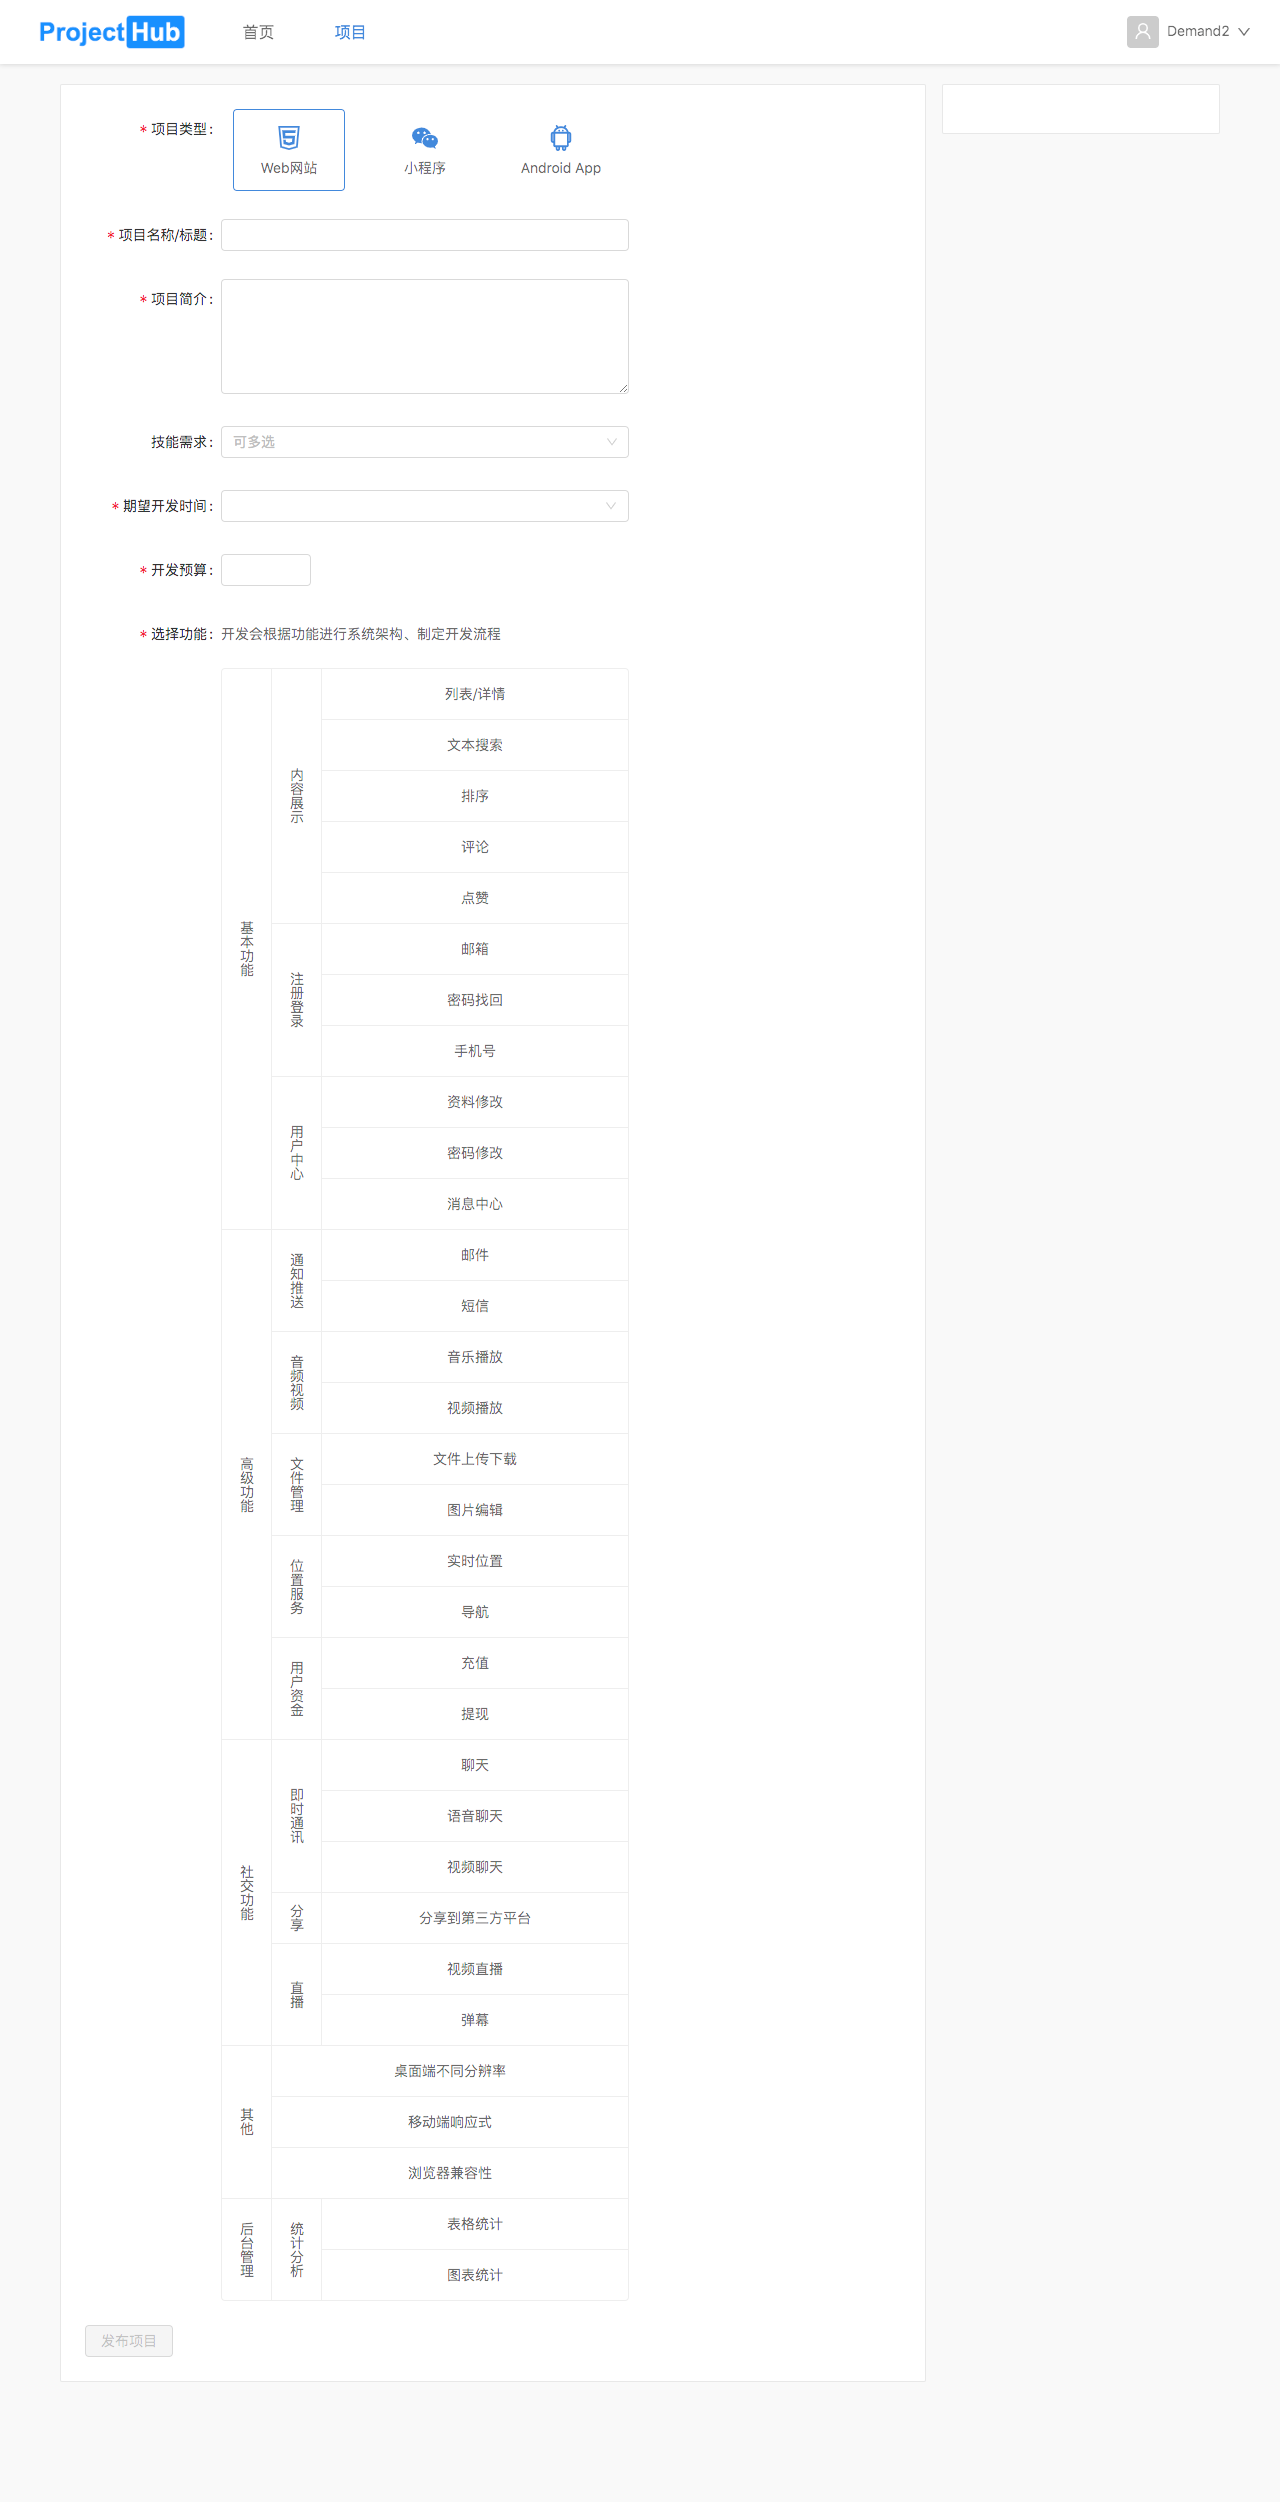 ProjectHub 首页 项目 Demand2
* 项目类型：
Web网站 小程序 Android App
* 项目名称/标题：
* 项目简介：
技能需求： 可多选
* 期望开发时间：
* 开发预算：
* 选择功能： 开发会根据功能进行系统架构、制定开发流程
基本功能
内容展示
列表/详情
文本搜索
排序
评论
点赞
注册登录
邮箱
密码找回
手机号
用户中心
资料修改
密码修改
消息中心
高级功能
通知推送
邮件
短信
音频视频
音乐播放
视频播放
文件管理
文件上传下载
图片编辑
位置服务
实时位置
导航
用户资金
充值
提现
社交功能
即时通讯
聊天
语音聊天
视频聊天
分享
分享到第三方平台
直播
视频直播
弹幕
其他
桌面端不同分辨率
移动端响应式
浏览器兼容性
后台管理
统计分析
表格统计
图表统计
发布项目